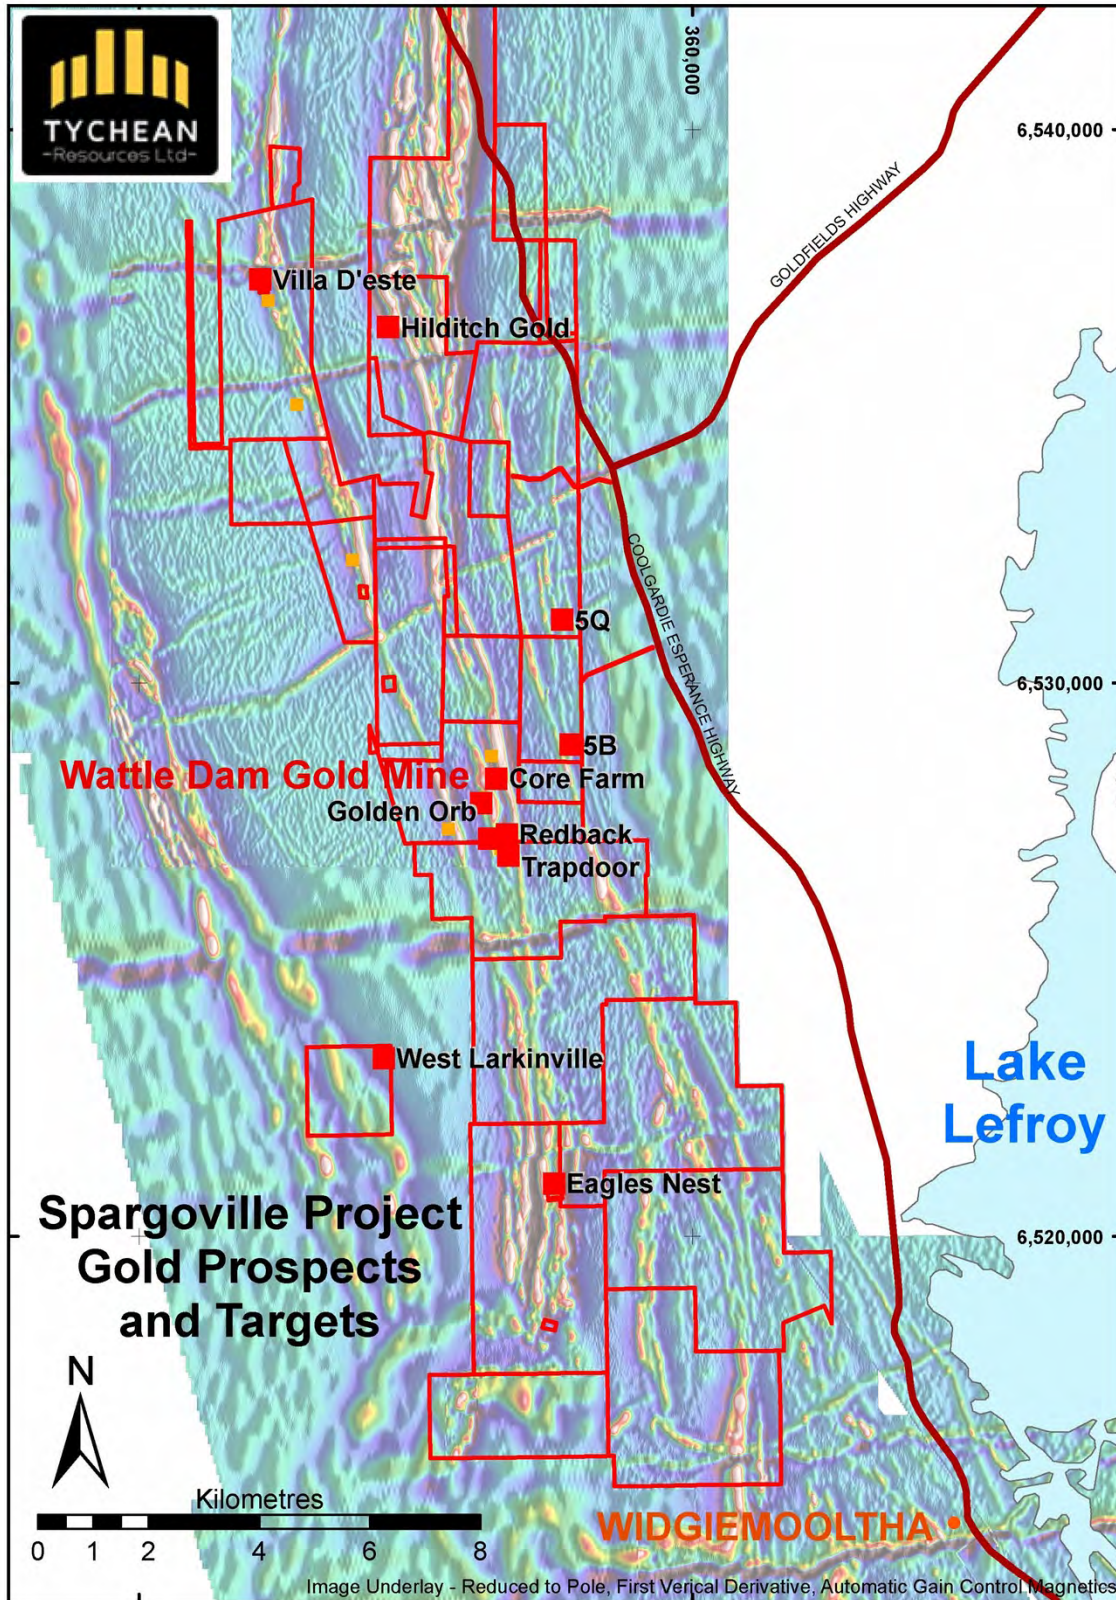 TYCHEAN
-Resources Ltd-
360,000
6,540,000
GOLDFIELDS HIGHWAY
Villa D'este
Hilditch Gold
COOLGARDIE ESPERANCE HIGHWAY
5Q
6,530,000
5B
Wattle Dam Gold Mine
Core Farm
Golden Orb
Redback
Trapdoor
West Larkinville
Lake
Lefroy
Eagles Nest
Spargoville Project
Gold Prospects
and Targets
6,520,000
N
Kilometres
0 1 2 4 6 8
WIDGIEMOOLTHA
Image Underlay - Reduced to Pole, First Verical Derivative, Automatic Gain Control Magnetics